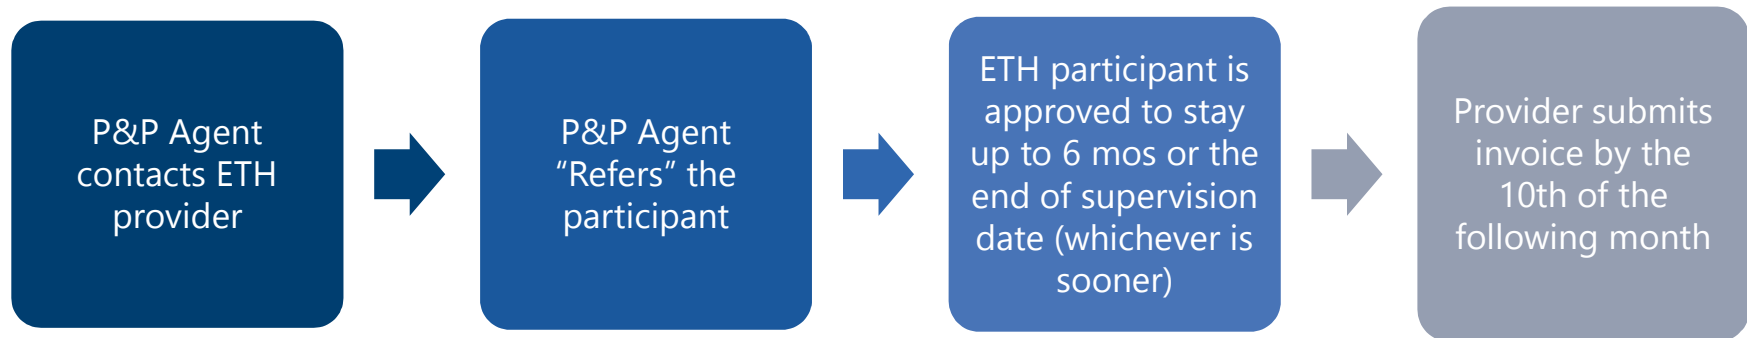 P&P Agent
contacts ETH
provider
P&P Agent
“Refers” the
participant
ETH participant is
approved to stay
up to 6 mos or the
end of supervision
date (whichever is
sooner)
Provider submits
invoice by the
10th of the
following month